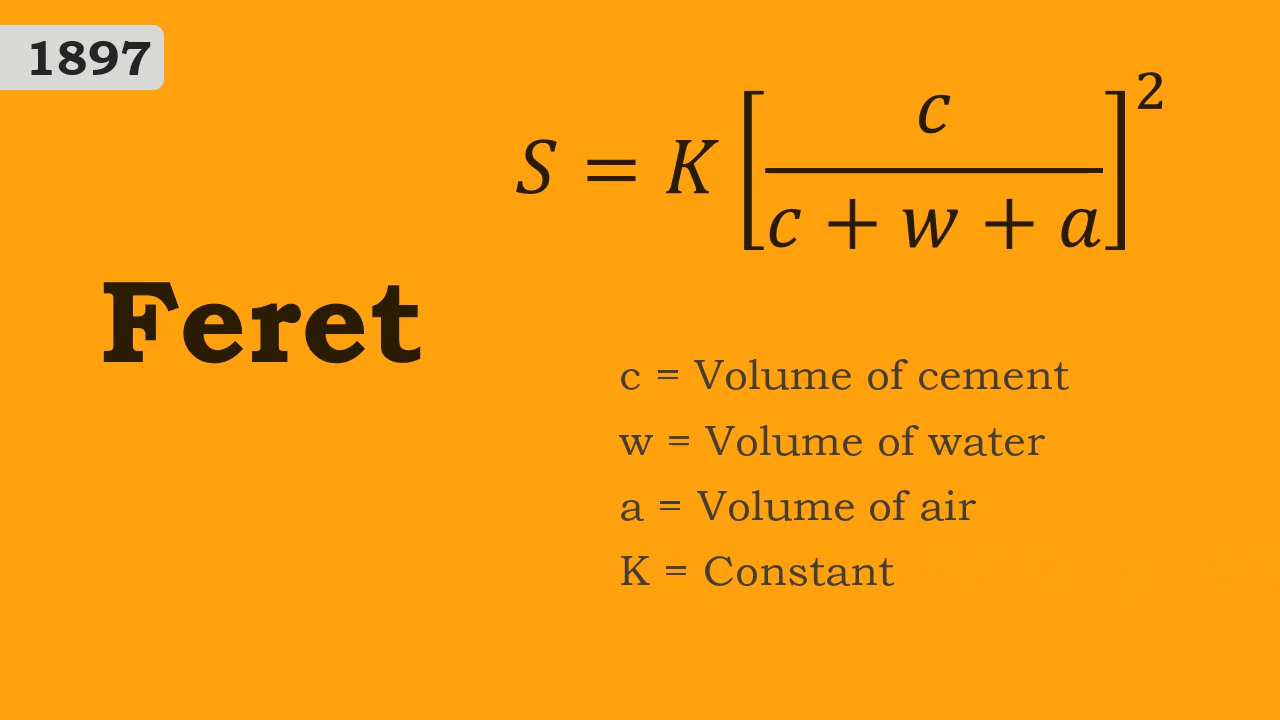 1897
S = K [c / (c + w + a)]²
Feret
c = Volume of cement
w = Volume of water
a = Volume of air
K = Constant